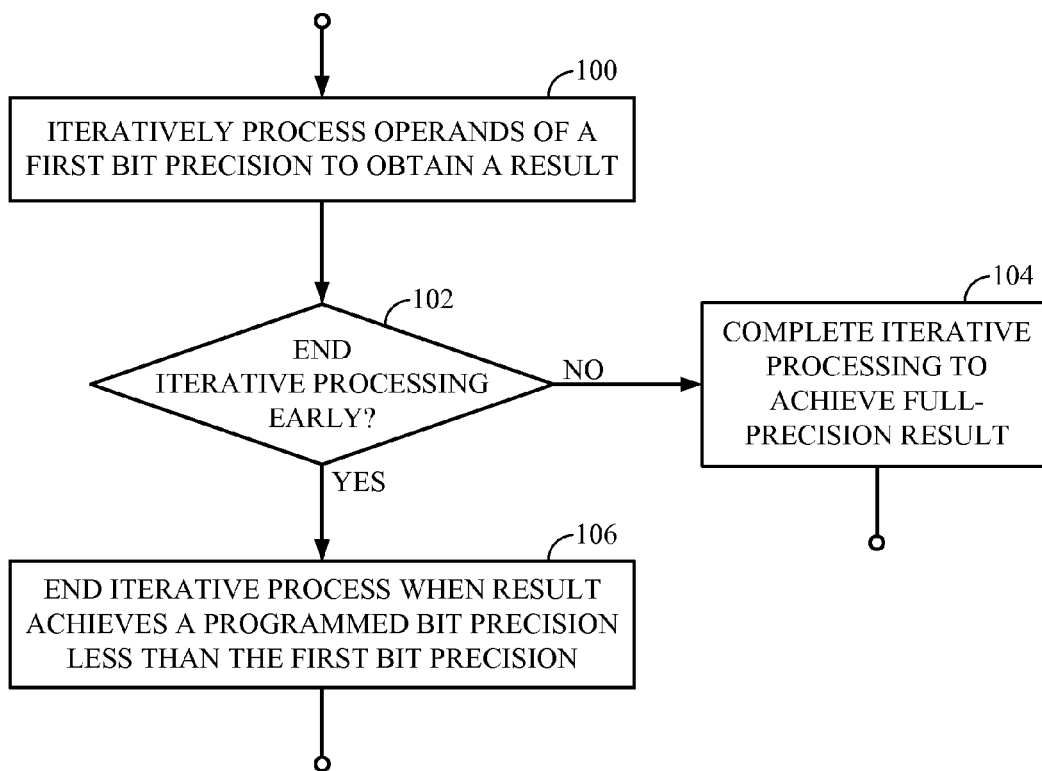 100
ITERATIVELY PROCESS OPERANDS OF A
FIRST BIT PRECISION TO OBTAIN A RESULT
102
END
ITERATIVE PROCESSING
EARLY?
NO
104
COMPLETE ITERATIVE
PROCESSING TO
ACHIEVE FULL-
PRECISION RESULT
YES
106
END ITERATIVE PROCESS WHEN RESULT
ACHIEVES A PROGRAMMED BIT PRECISION
LESS THAN THE FIRST BIT PRECISION